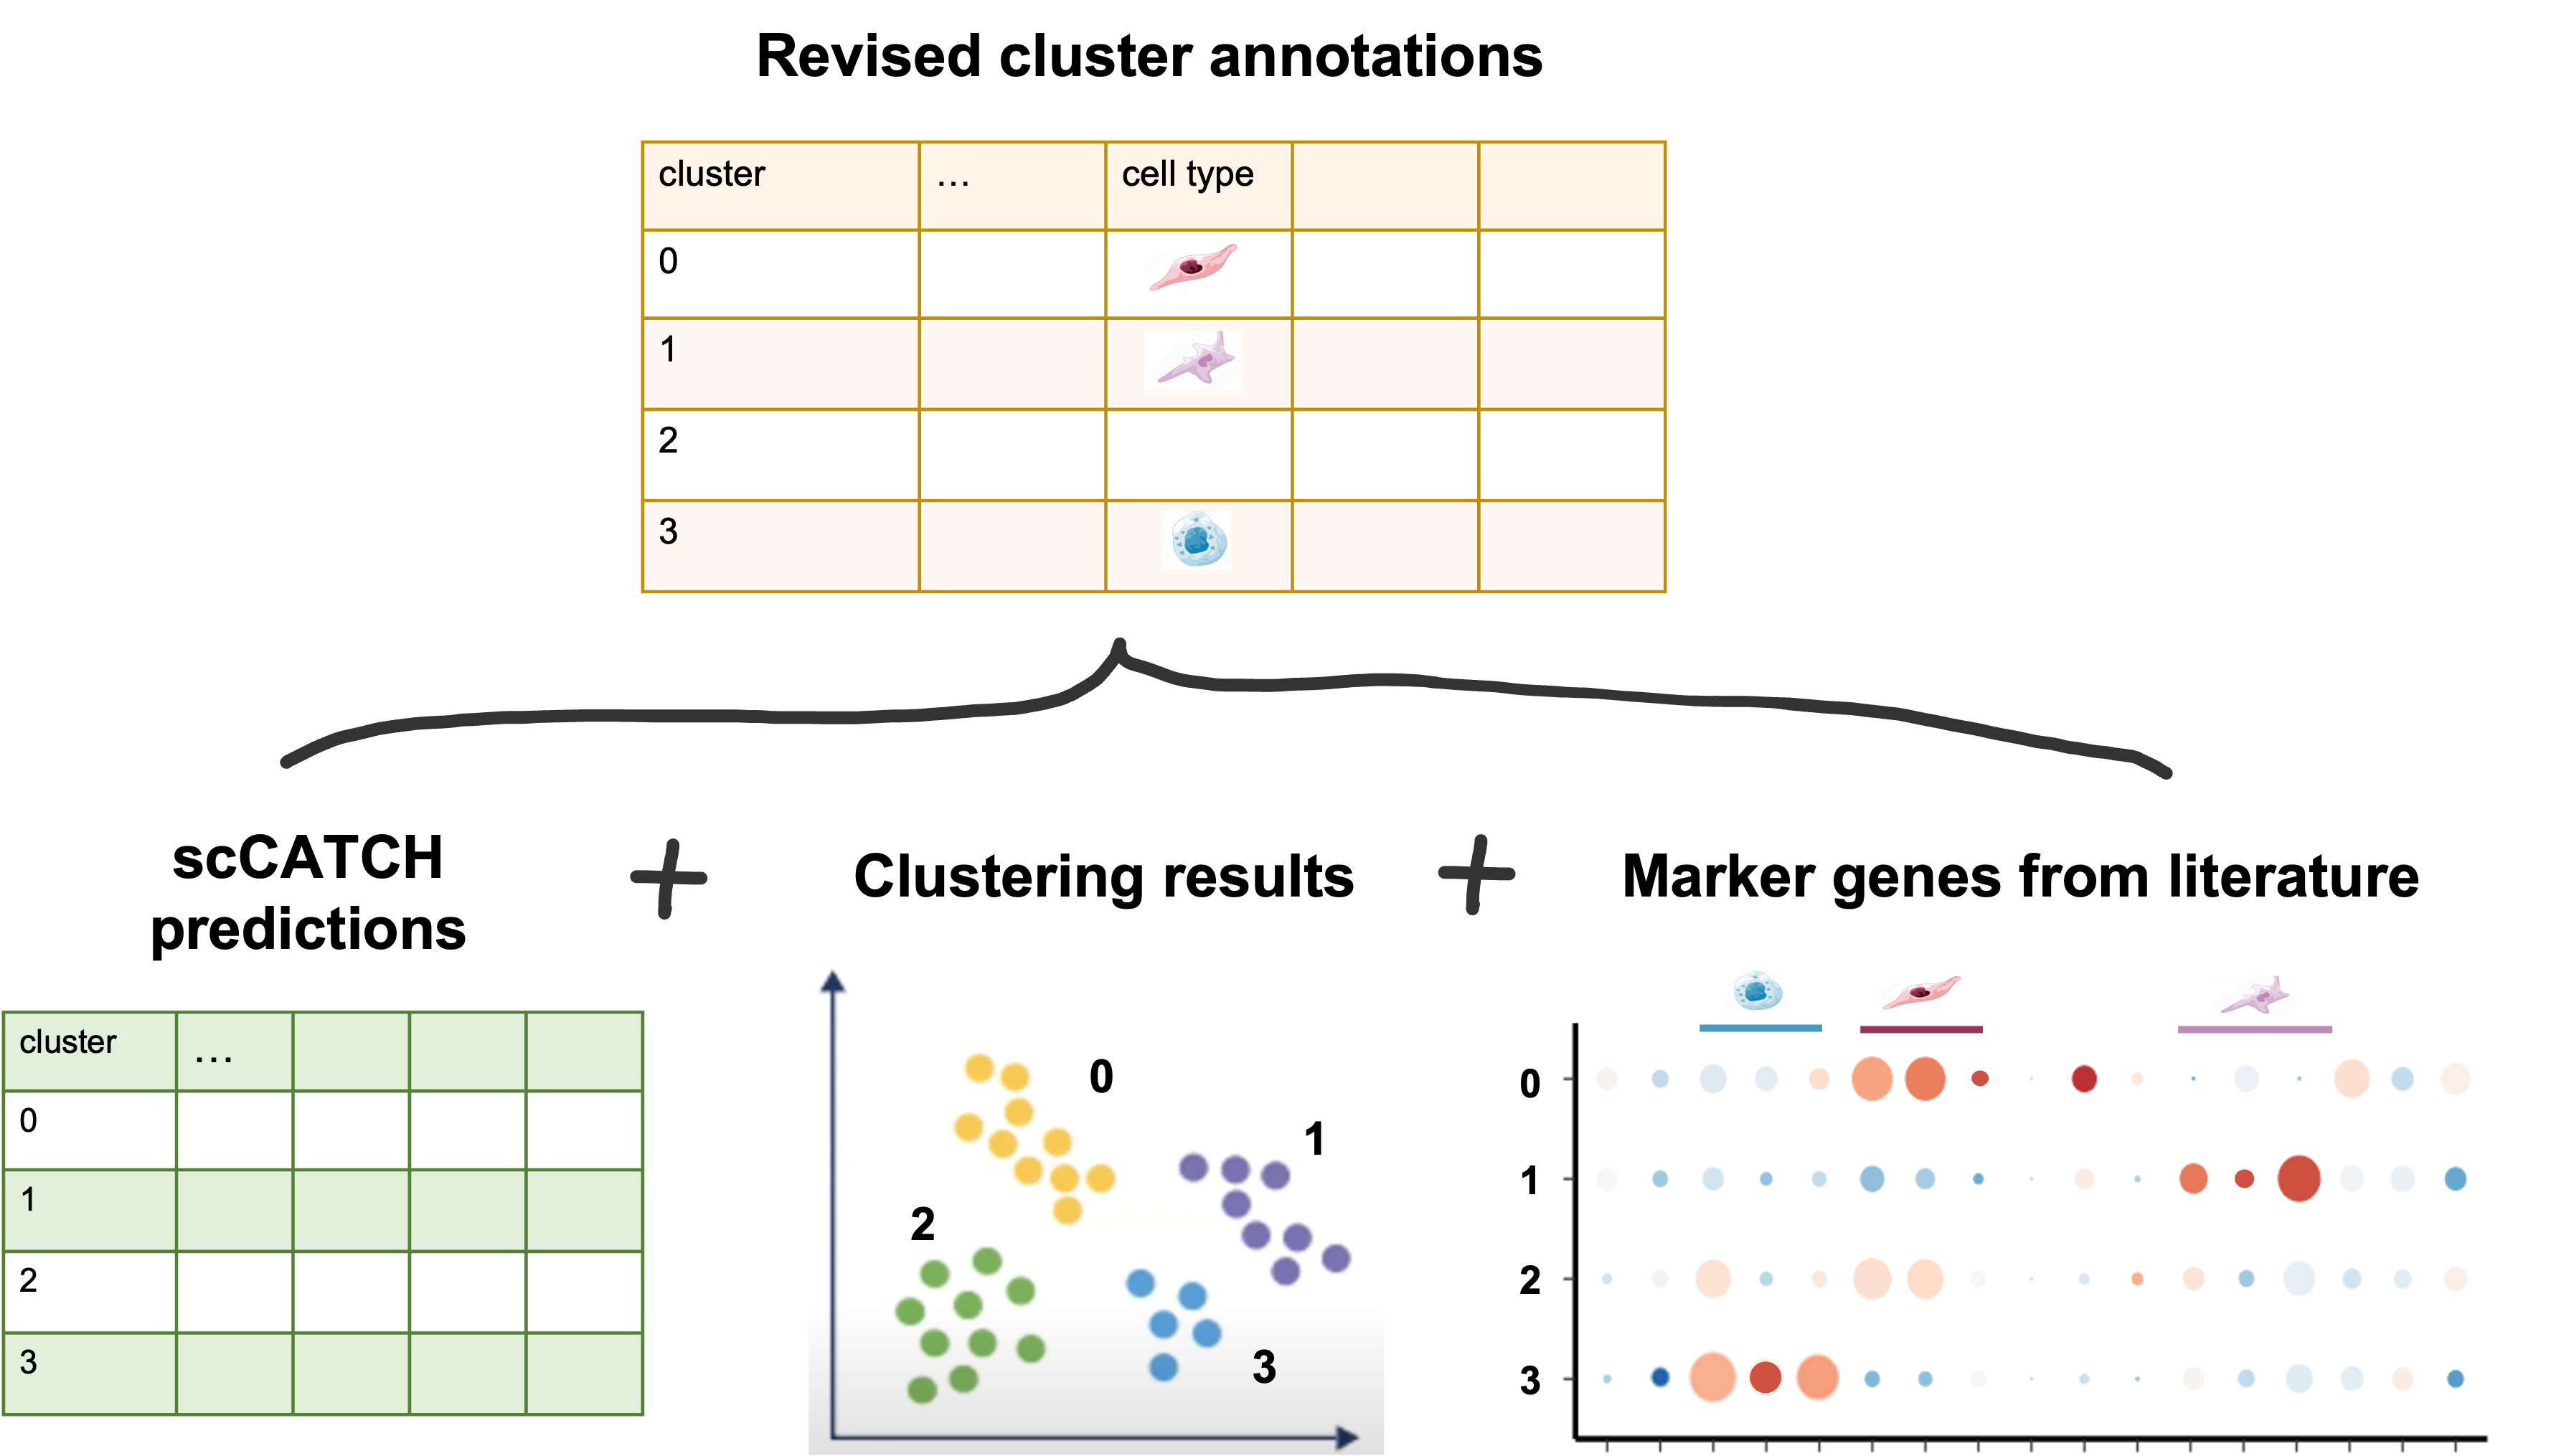 Revised cluster annotations
cluster … cell type
0
1
2
3
scCATCH
predictions
+
Clustering results
+
Marker genes from literature
cluster …
0
1
2
3
0
1
2
3
0
1
2
3